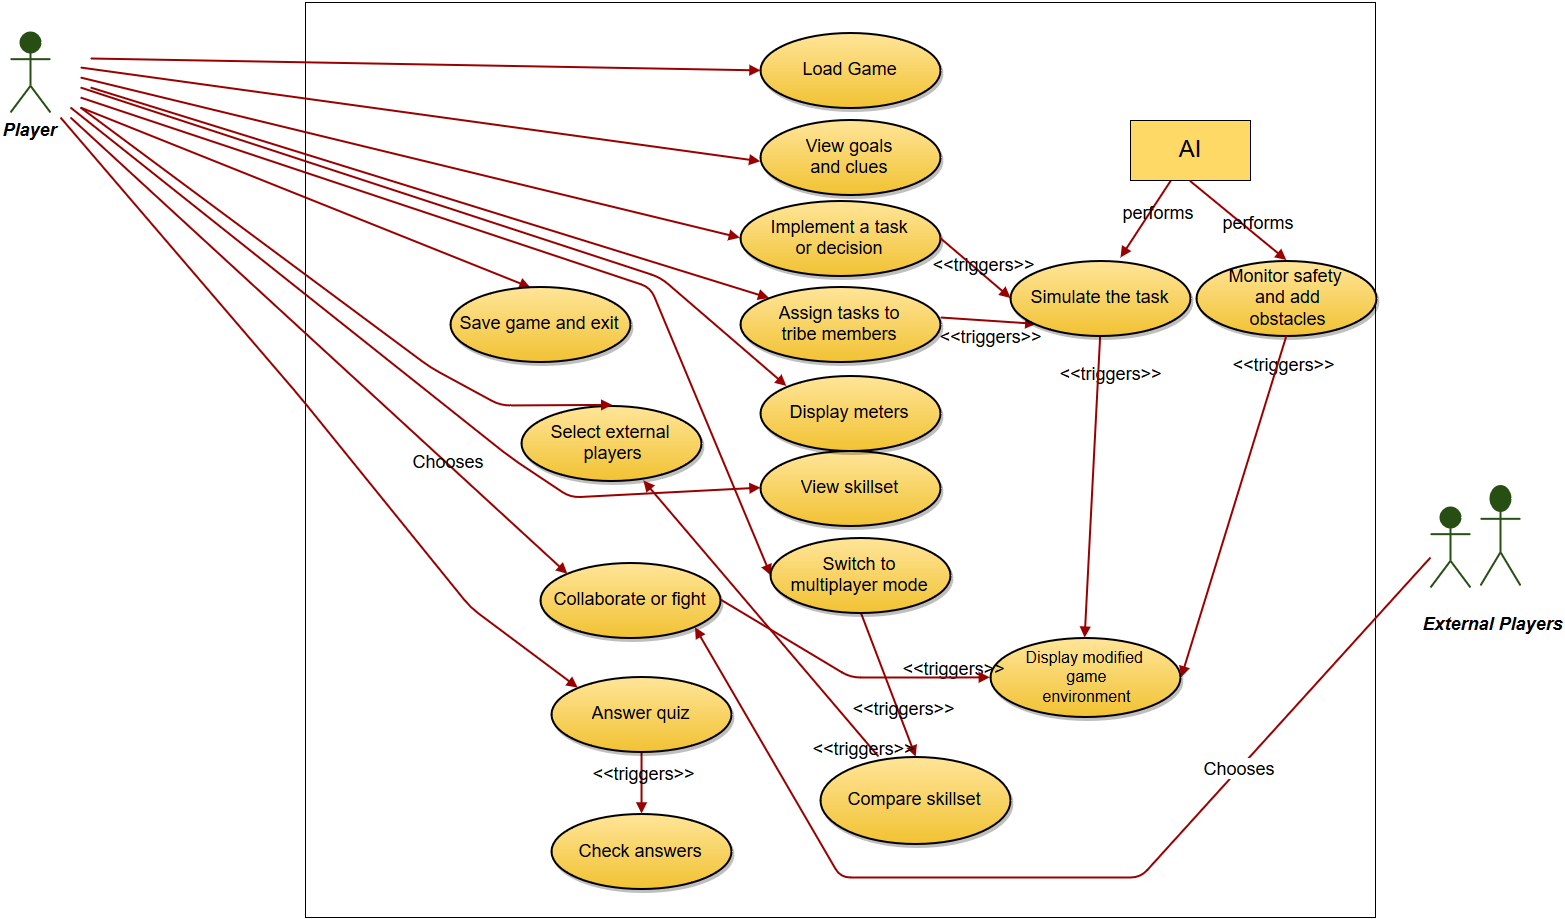 Player
Load Game
View goals
and clues
AI
performs
performs
Implement a task
or decision
<<triggers>>
Simulate the task
Monitor safety
and add
obstacles
Save game and exit
Assign tasks to
tribe members
<<triggers>>
<<triggers>>
<<triggers>>
Display meters
Select external
players
Chooses
View skillset
Switch to
multiplayer mode
Collaborate or fight
External Players
<<triggers>>
Display modified
game
environment
Answer quiz
<<triggers>>
<<triggers>>
<<triggers>>
Chooses
Compare skillset
Check answers